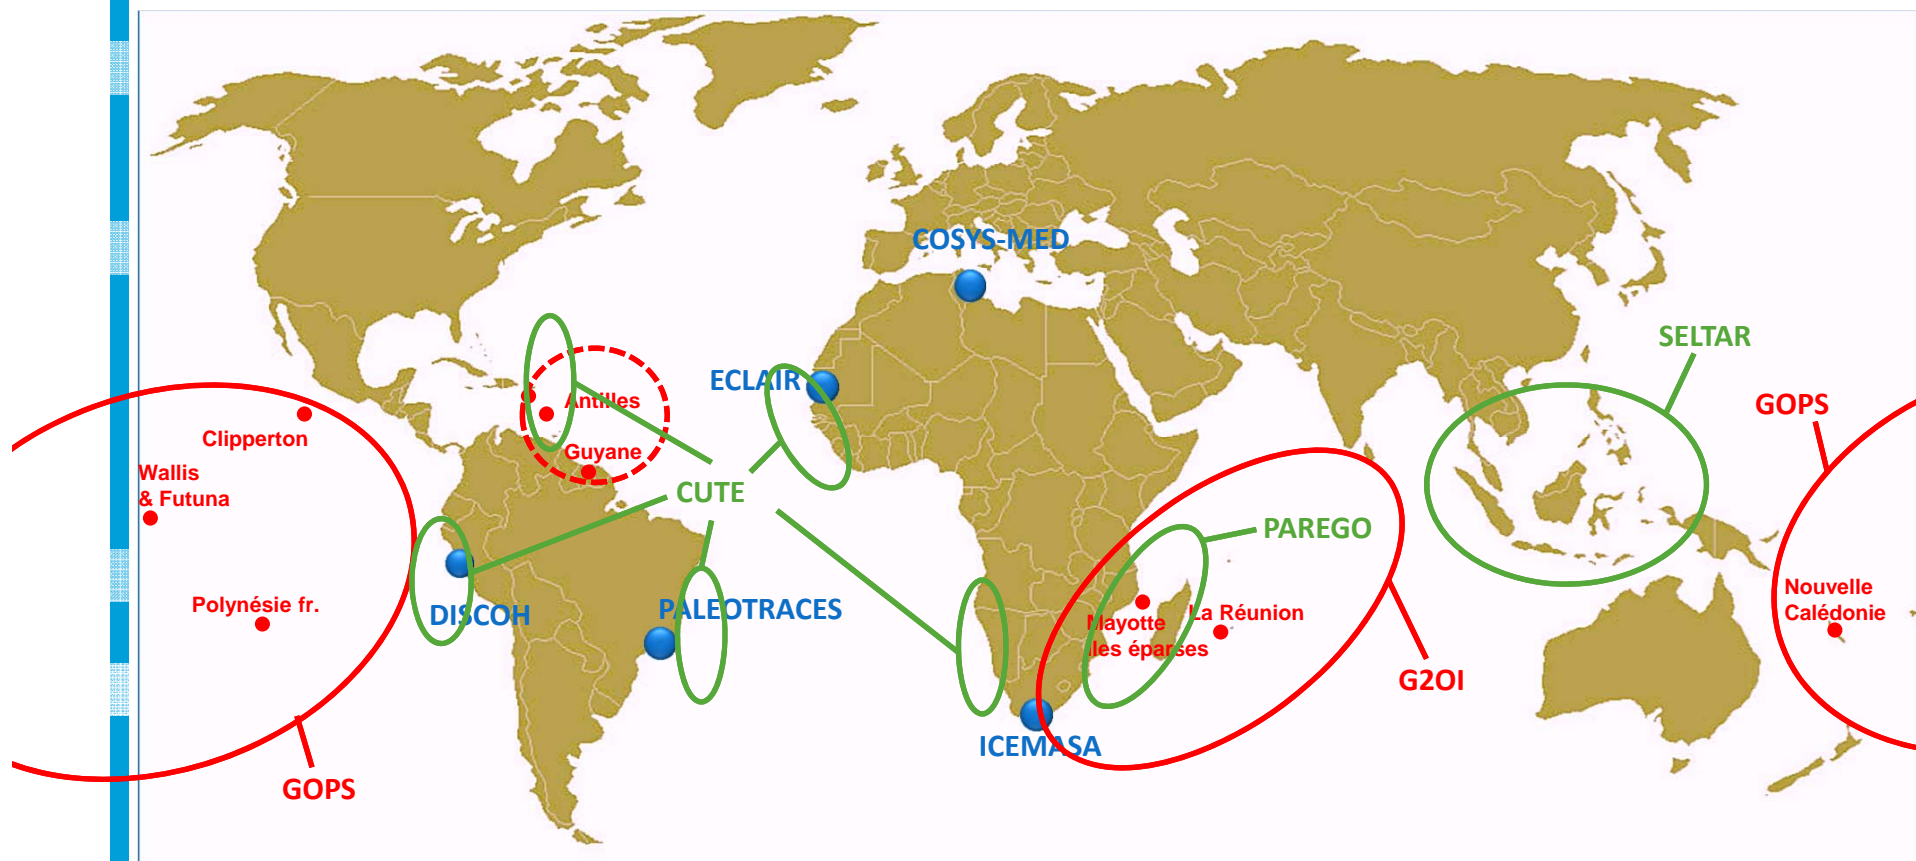 COSYS-MED
SELTAR
ECLAIR
Antilles
GOPS
Clipperton
Guyane
Wallis
& Futuna
CUTE
PAREGO
Polynésie fr.
DISCOH
PALEOTRACES
Mayotte
Iles éparses
La Réunion
Nouvelle
Calédonie
G2OI
ICEMASA
GOPS